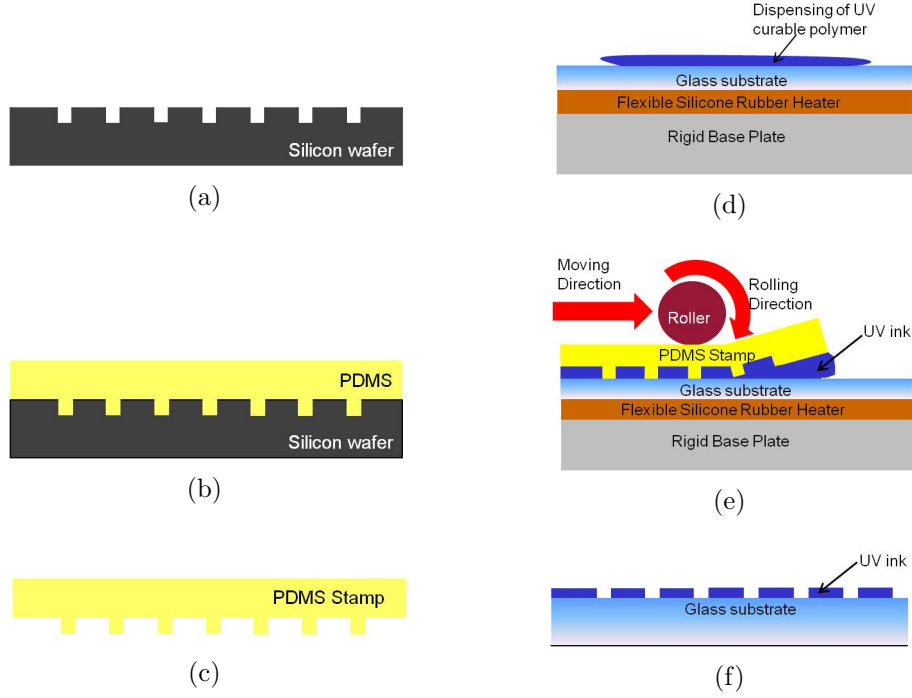 Silicon wafer
(a)
PDMS
Silicon wafer
(b)
PDMS Stamp
(c)
Dispensing of UV
curable polymer
Glass substrate
Flexible Silicone Rubber Heater
Rigid Base Plate
(d)
Moving
Direction
Rolling
Direction
Roller
UV ink
PDMS Stamp
Glass substrate
Flexible Silicone Rubber Heater
Rigid Base Plate
(e)
UV ink
Glass substrate
(f)